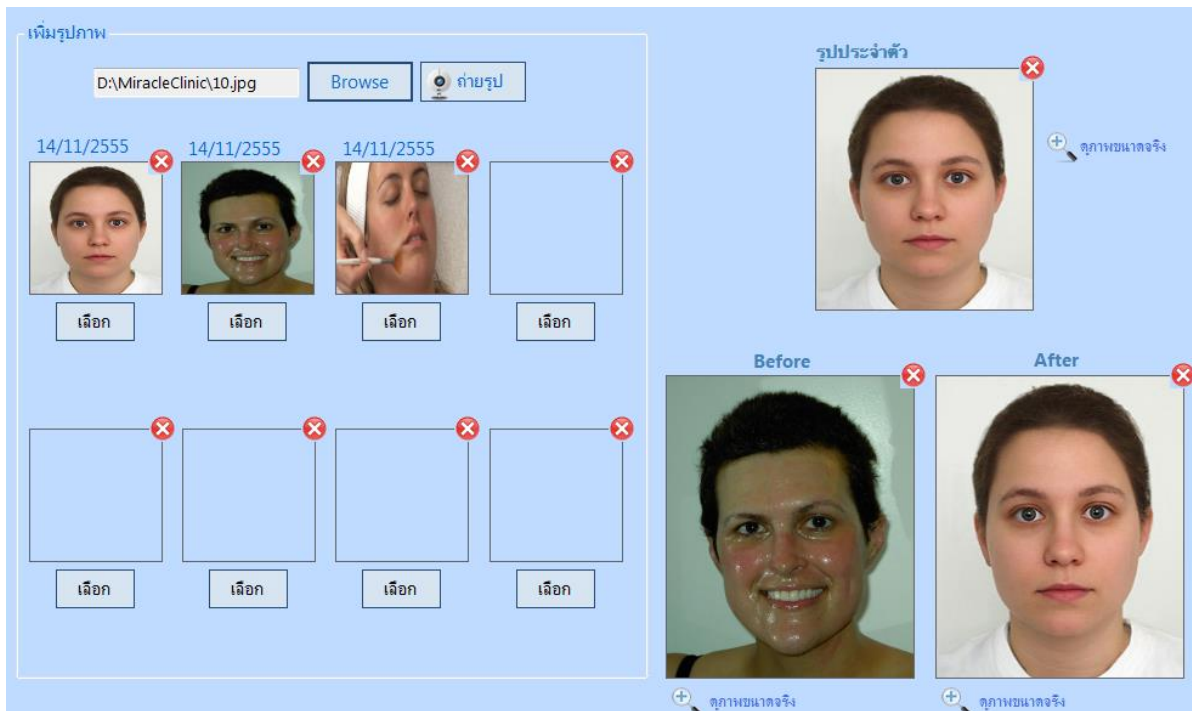 เพิ่มรูปภาพ
D:\MiracleClinic\10.jpg
Browse
ถ่ายรูป
14/11/2555
14/11/2555
14/11/2555
เลือก
เลือก
เลือก
เลือก
เลือก
เลือก
เลือก
เลือก
รูปประจำตัว
ดูภาพขนาดจริง
Before
After
ดูภาพขนาดจริง
ดูภาพขนาดจริง